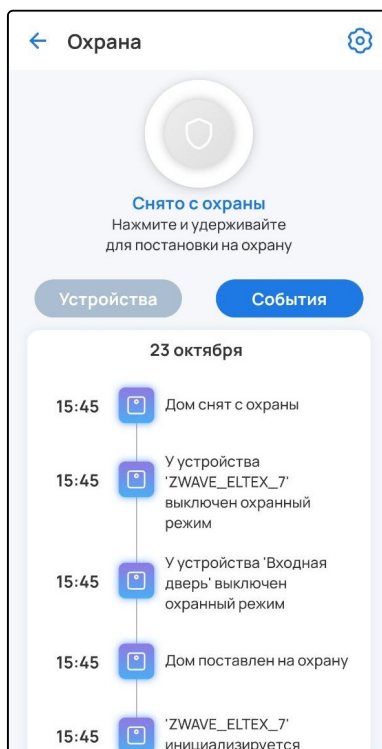 Охрана
Снято с охраны
Нажмите и удерживайте
для постановки на охрану
Устройства
События
23 октября
15:45
Дом снят с охраны
15:45
У устройства
'ZWAVE_ELTEX_7'
выключен охранный
режим
15:45
У устройства 'Входная
дверь' выключен
охранный режим
15:45
Дом поставлен на охрану
15:45
'ZWAVE_ELTEX_7'
инициализируется